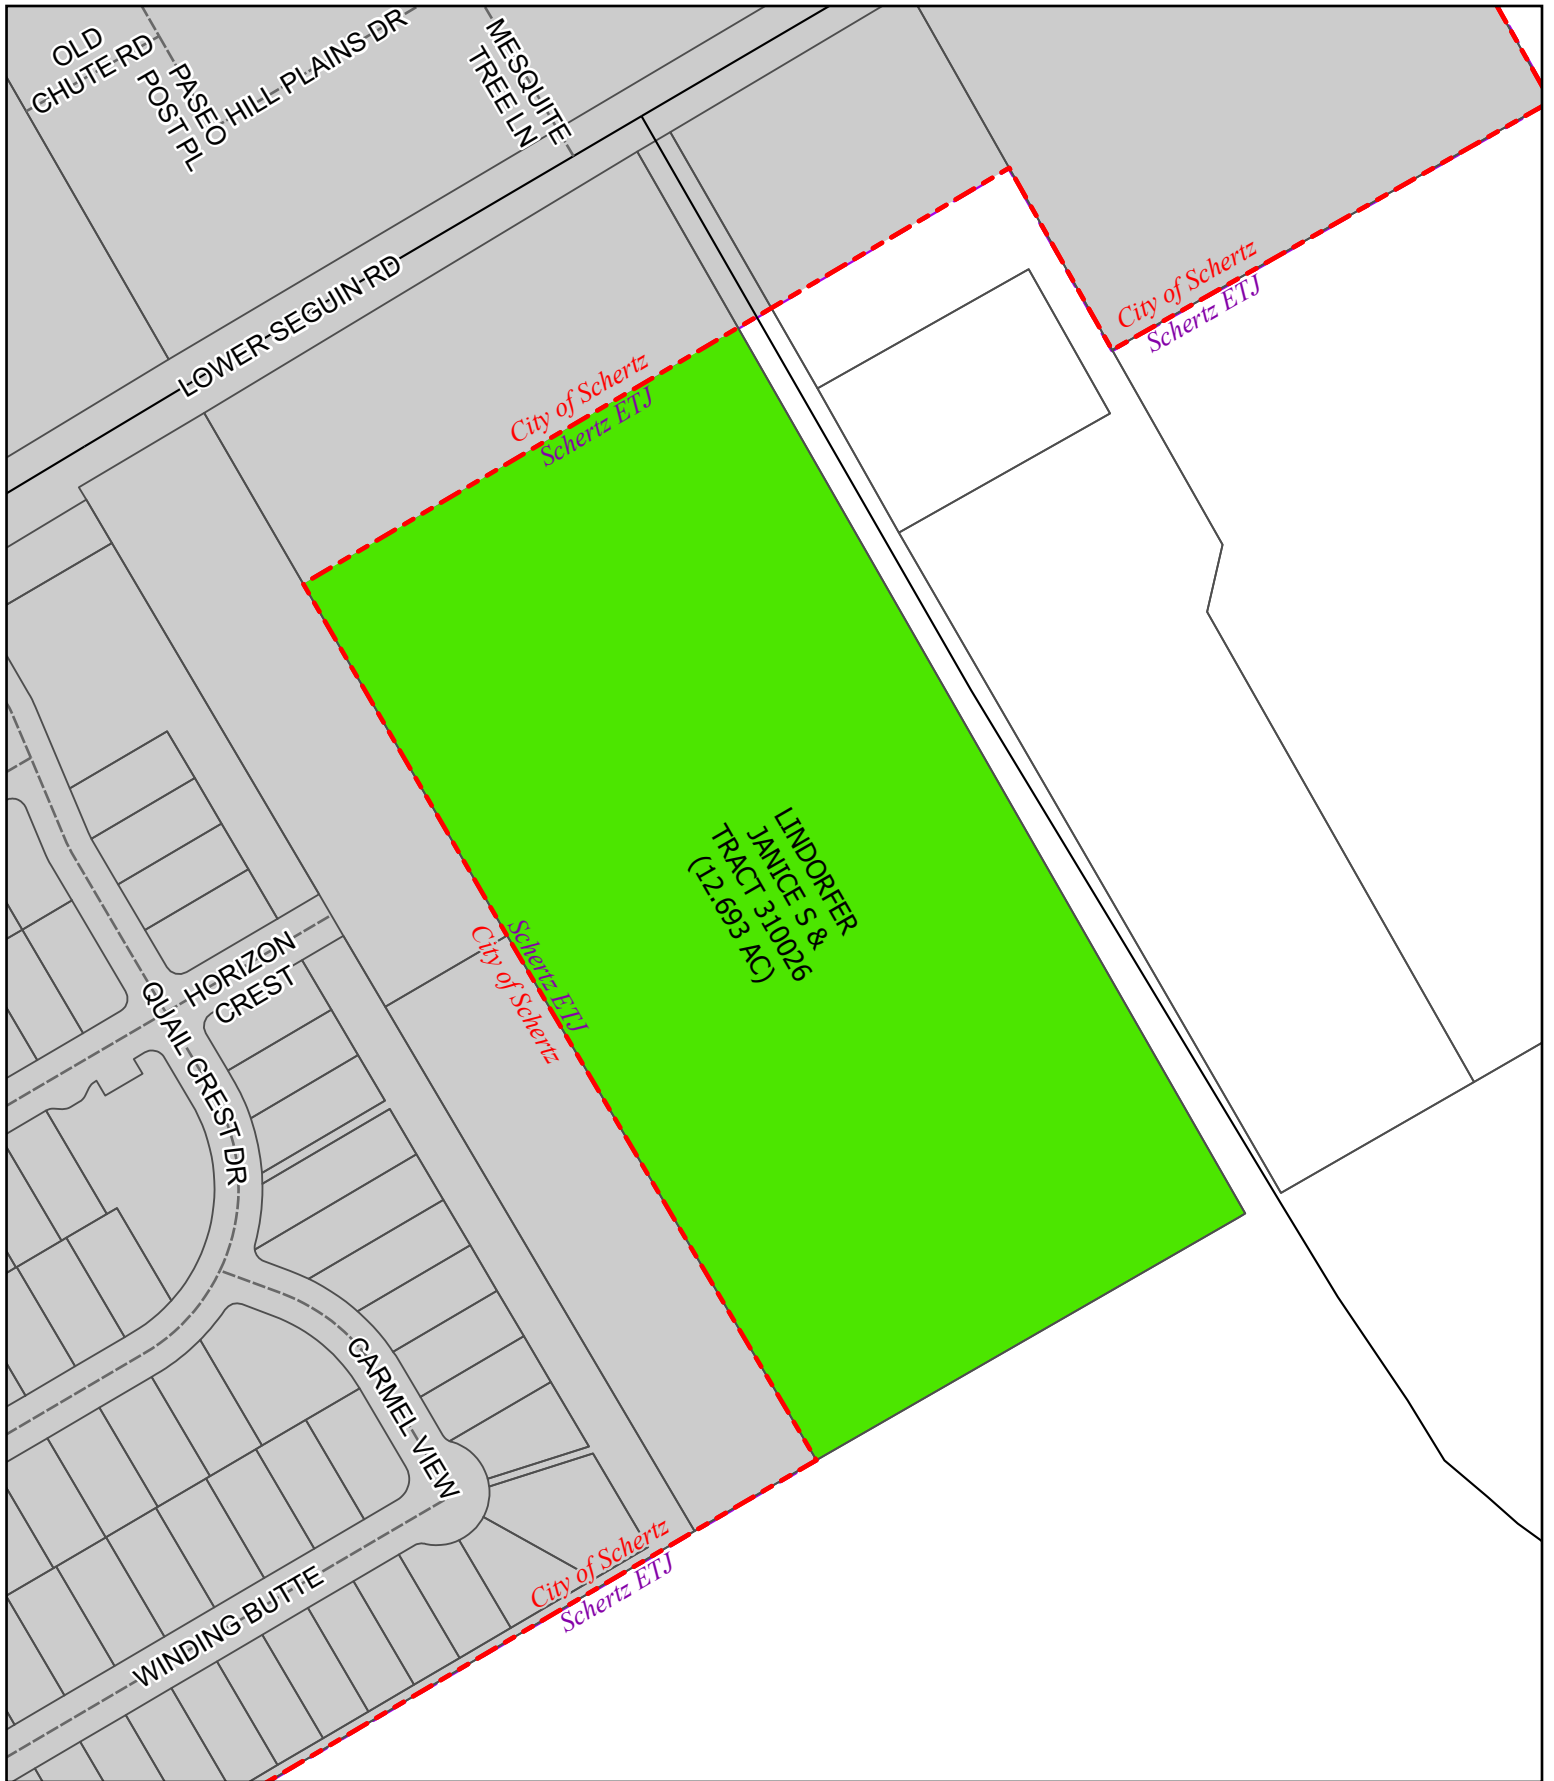 OLD
CHUTE RD
PASEO
POST PL
HILL PLAINS DR
MESQUITE
TREE LN
LOWER SEGUIN RD
City of Schertz
Schertz ETJ
City of Schertz
Schertz ETJ
LINDORFER
JANICE S &
TRACT 310026
(12.693 AC)
Schertz ETJ
City of Schertz
HORIZON
CREST
QUAIL CREST DR
CARMEL VIEW
WINDING BUTTE
City of Schertz
Schertz ETJ